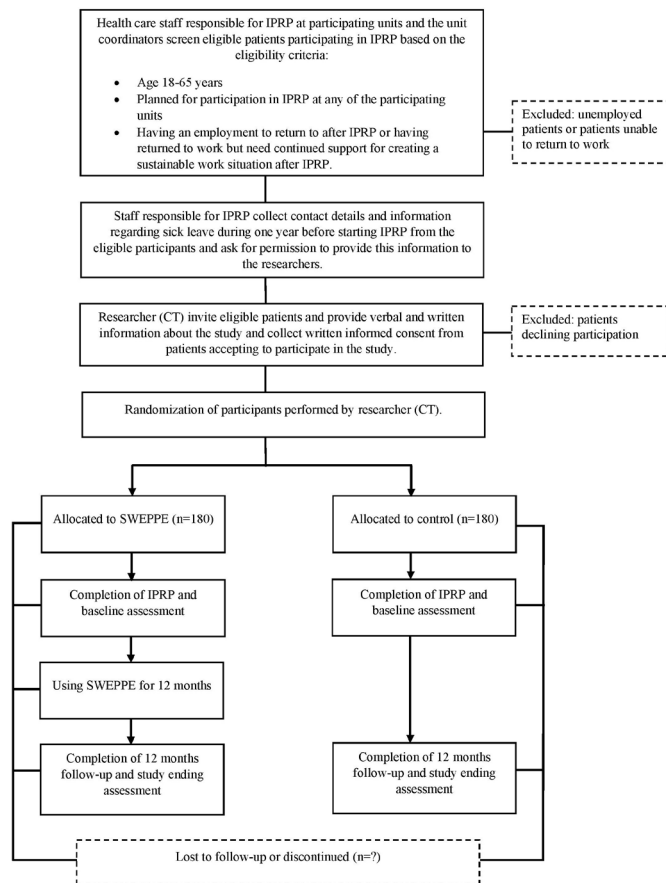 Health care staff responsible for IPRP at participating units and the unit
coordinators screen eligible patients participating in IPRP based on the
eligibility criteria:
• Age 18-65 years
• Planned for participation in IPRP at any of the participating
units
• Having an employment to return to after IPRP or having
returned to work but need continued support for creating a
sustainable work situation after IPRP.
Excluded: unemployed
patients or patients unable
to return to work
Staff responsible for IPRP collect contact details and information
regarding sick leave during one year before starting IPRP from the
eligible participants and ask for permission to provide this information to
the researchers.
Researcher (CT) invite eligible patients and provide verbal and written
information about the study and collect written informed consent from
patients accepting to participate in the study.
Excluded: patients
declining participation
Randomization of participants performed by researcher (CT).
Allocated to SWEPPE (n=180)
Allocated to control (n=180)
Completion of IPRP and
baseline assessment
Completion of IPRP and
baseline assessment
Using SWEPPE for 12 months
Completion of 12 months
follow-up and study ending
assessment
Completion of 12 months
follow-up and study ending
assessment
Lost to follow-up or discontinued (n=?)